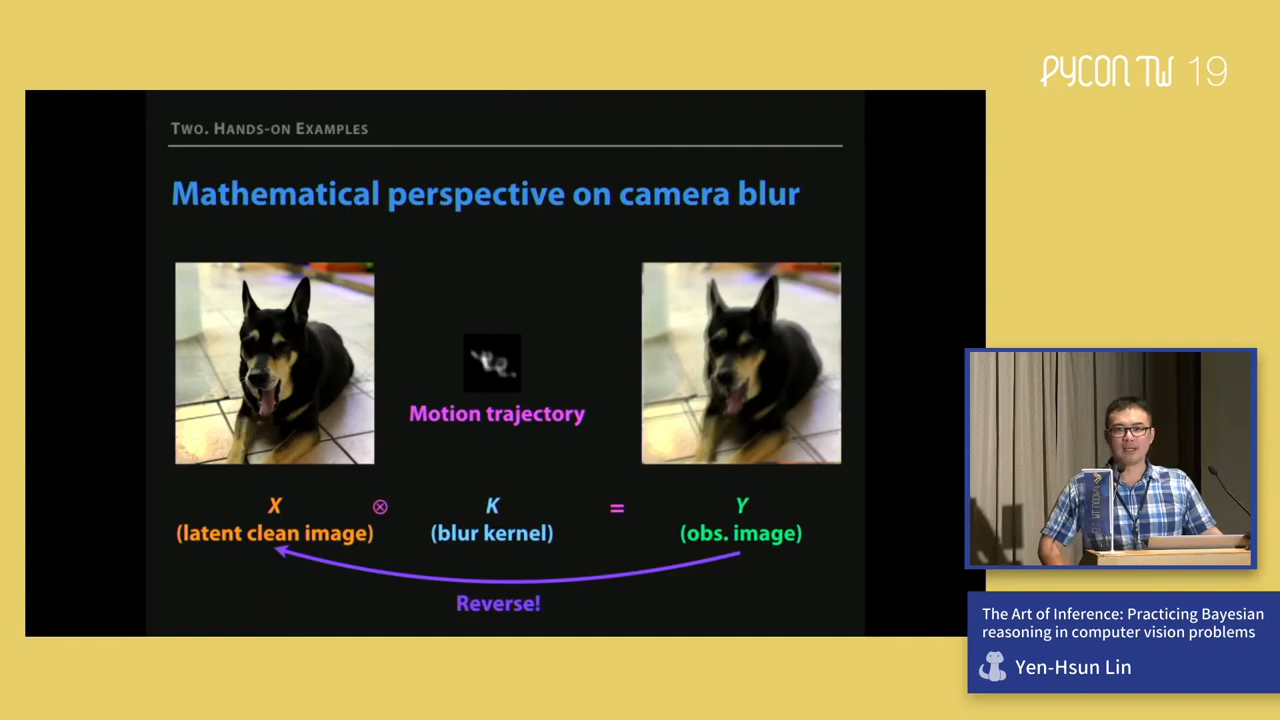 PYCON TW 19
TWO. HANDS-ON EXAMPLES
Mathematical perspective on camera blur
Motion trajectory
X ⊗ K = Y
(latent clean image) (blur kernel) (obs. image)
Reverse!
The Art of Inference: Practicing Bayesian
reasoning in computer vision problems
Yen-Hsun Lin